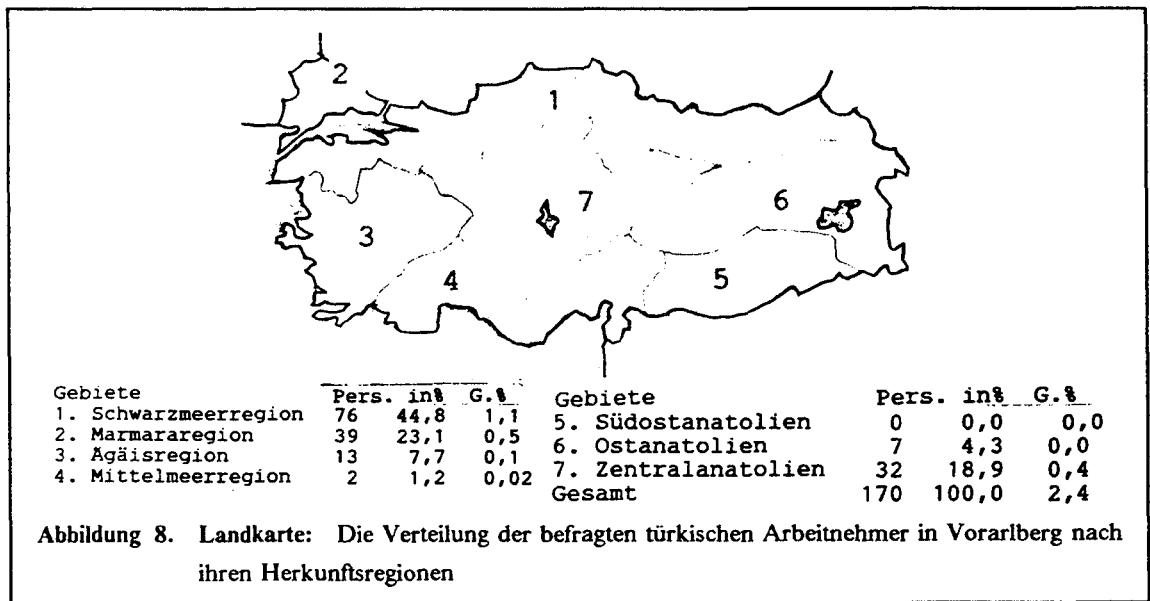 2
1
7
6
3
4
5
Gebiete Pers. in% G.%
1. Schwarzmeerregion 76 44,8 1,1
2. Marmararegion 39 23,1 0,5
3. Ägäisregion 13 7,7 0,1
4. Mittelmeerregion 2 1,2 0,02
Gebiete Pers. in% G.%
5. Südostanatolien 0 0,0 0,0
6. Ostanatolien 7 4,3 0,0
7. Zentralanatolien 32 18,9 0,4
Gesamt 170 100,0 2,4
Abbildung 8. Landkarte: Die Verteilung der befragten türkischen Arbeitnehmer in Vorarlberg nach
ihren Herkunftsregionen